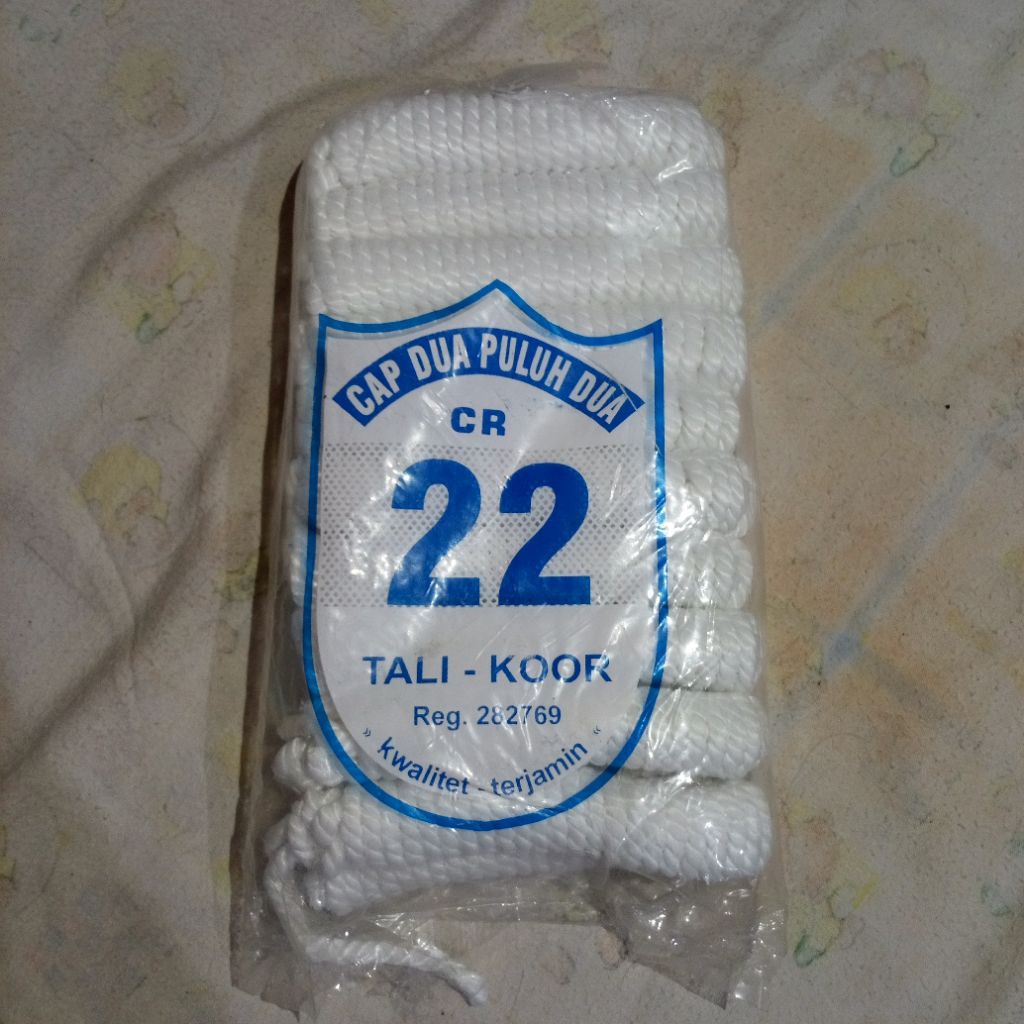 CAP DUA PULUH DUA
CR
22
TALI - KOOR
Reg. 282769
» kwalitet - terjamin «